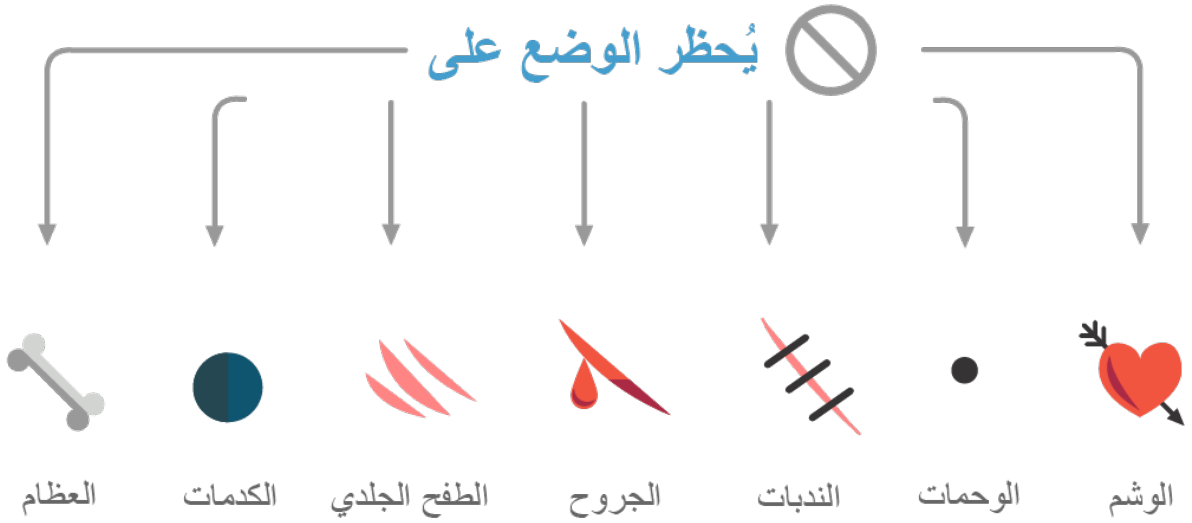 يُحظر الوضع على
الوشم
الوحمات
الندبات
الجروح
الطفح الجلدي
الكدمات
العظام